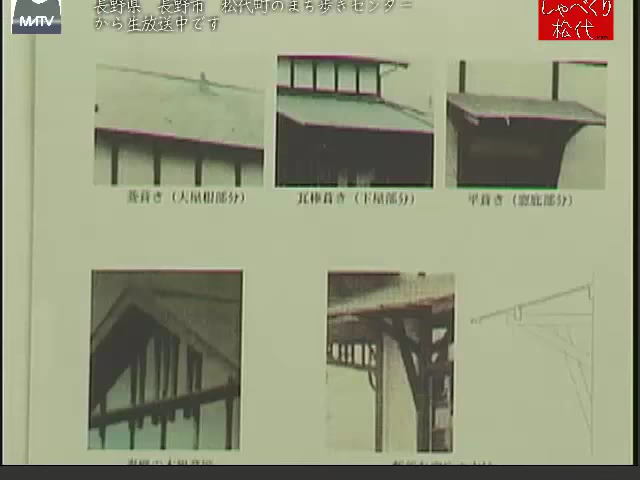 MATV
長野県　長野市　松代町のまち歩きセンター
から生放送中です
しゃべくり
松代
菱葺き（大屋根部分）
瓦棒葺き（下屋部分）
平葺き（窓庇部分）